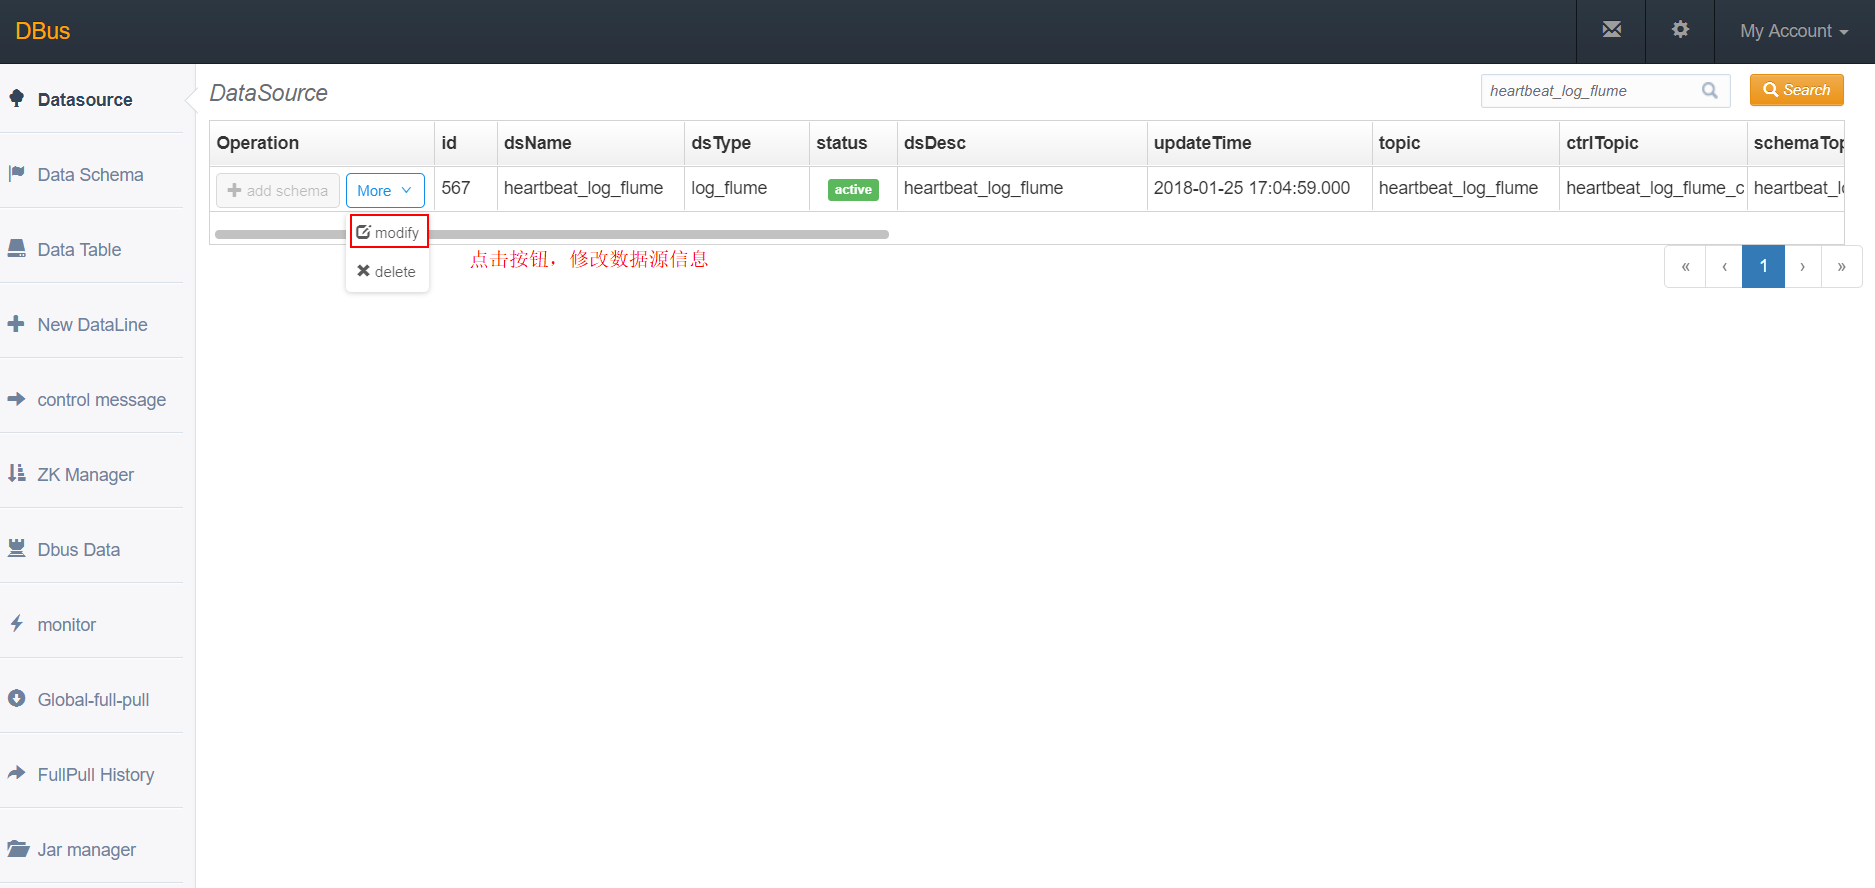 DBus
My Account
Datasource
Data Schema
Data Table
New DataLine
control message
ZK Manager
Dbus Data
monitor
Global-full-pull
FullPull History
Jar manager
DataSource
heartbeat_log_flume
Search
Operation id dsName dsType status dsDesc updateTime topic ctrlTopic schemaTop
add schema More 567 heartbeat_log_flume log_flume active heartbeat_log_flume 2018-01-25 17:04:59.000 heartbeat_log_flume heartbeat_log_flume_c heartbeat_lo
modify
delete
点击按钮，修改数据源信息
« ‹ 1 › »